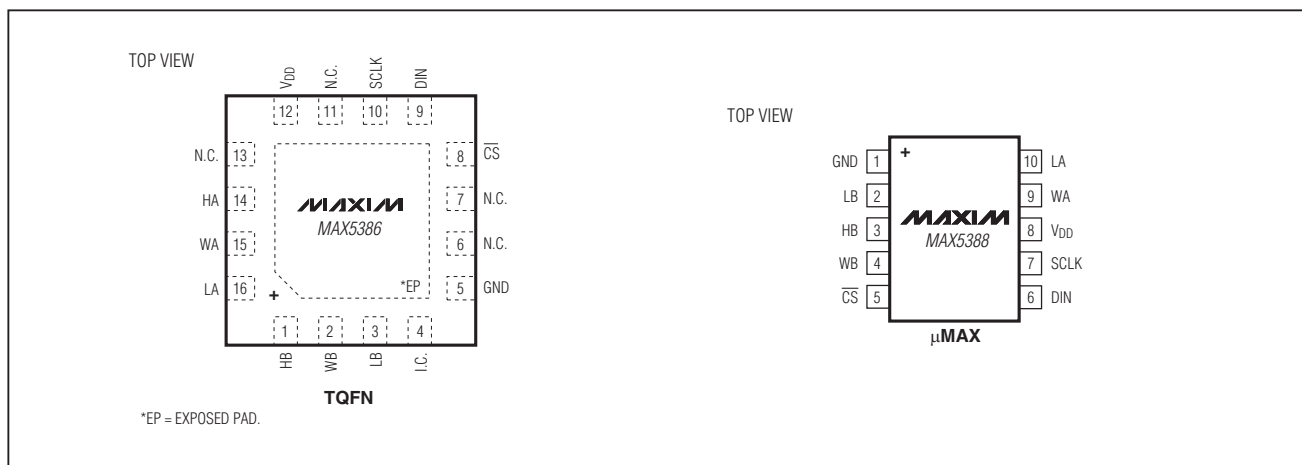 TOP VIEW
VDD
N.C.
SCLK
DIN
12
11
10
9
N.C. 13
HA 14
WA 15
LA 16
8 CS
7 N.C.
6 N.C.
5 GND
MAXIM
MAX5386
*EP
+
1
2
3
4
HB
WB
LB
I.C.
TQFN
*EP = EXPOSED PAD.
TOP VIEW
+
GND 1
LB 2
HB 3
WB 4
CS 5
MAXIM
MAX5388
10 LA
9 WA
8 VDD
7 SCLK
6 DIN
µMAX